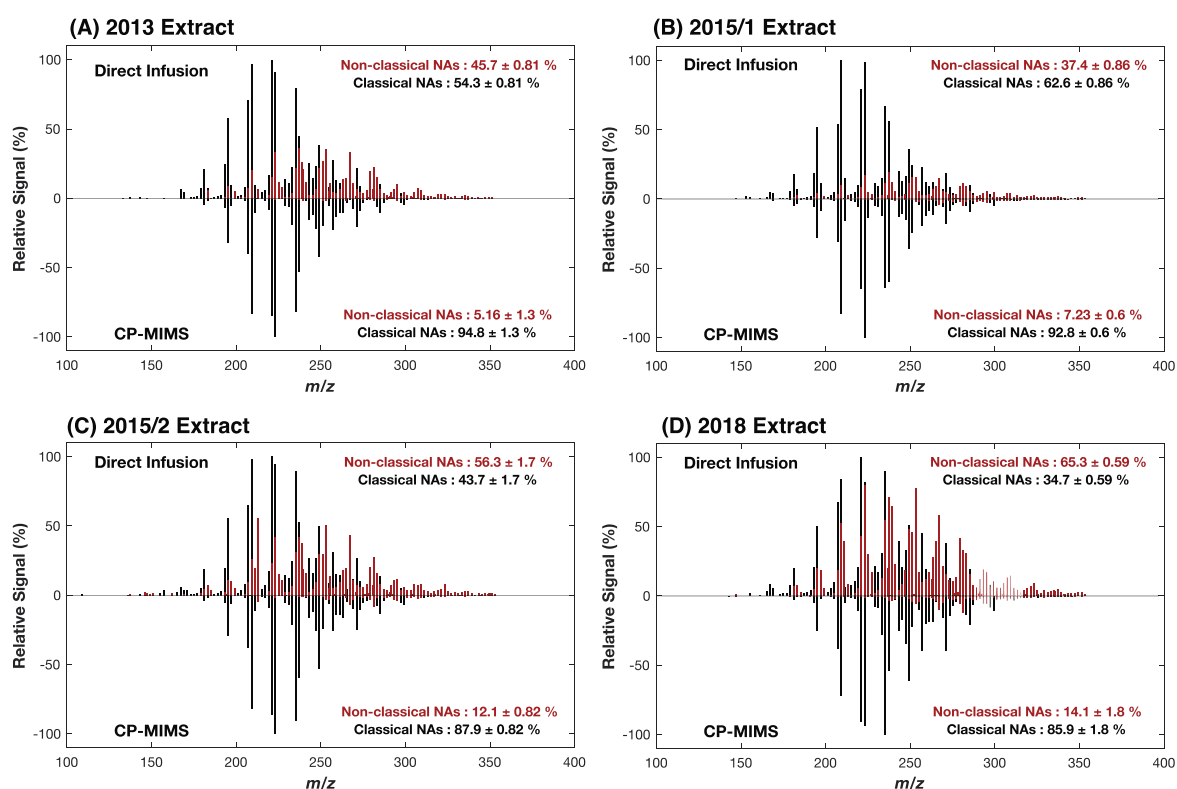 (A) 2013 Extract
Direct Infusion
Non-classical NAs : 45.7 ± 0.81 %
Classical NAs : 54.3 ± 0.81 %
Relative Signal (%)
100
50
0
-50
-100
Non-classical NAs : 5.16 ± 1.3 %
Classical NAs : 94.8 ± 1.3 %
CP-MIMS
100 150 200 250 300 350 400
m/z
(B) 2015/1 Extract
Direct Infusion
Non-classical NAs : 37.4 ± 0.86 %
Classical NAs : 62.6 ± 0.86 %
Relative Signal (%)
100
50
0
-50
-100
Non-classical NAs : 7.23 ± 0.6 %
Classical NAs : 92.8 ± 0.6 %
CP-MIMS
100 150 200 250 300 350 400
m/z
(C) 2015/2 Extract
Direct Infusion
Non-classical NAs : 56.3 ± 1.7 %
Classical NAs : 43.7 ± 1.7 %
Relative Signal (%)
100
50
0
-50
-100
Non-classical NAs : 12.1 ± 0.82 %
Classical NAs : 87.9 ± 0.82 %
CP-MIMS
100 150 200 250 300 350 400
m/z
(D) 2018 Extract
Direct Infusion
Non-classical NAs : 65.3 ± 0.59 %
Classical NAs : 34.7 ± 0.59 %
Relative Signal (%)
100
50
0
-50
-100
Non-classical NAs : 14.1 ± 1.8 %
Classical NAs : 85.9 ± 1.8 %
CP-MIMS
100 150 200 250 300 350 400
m/z